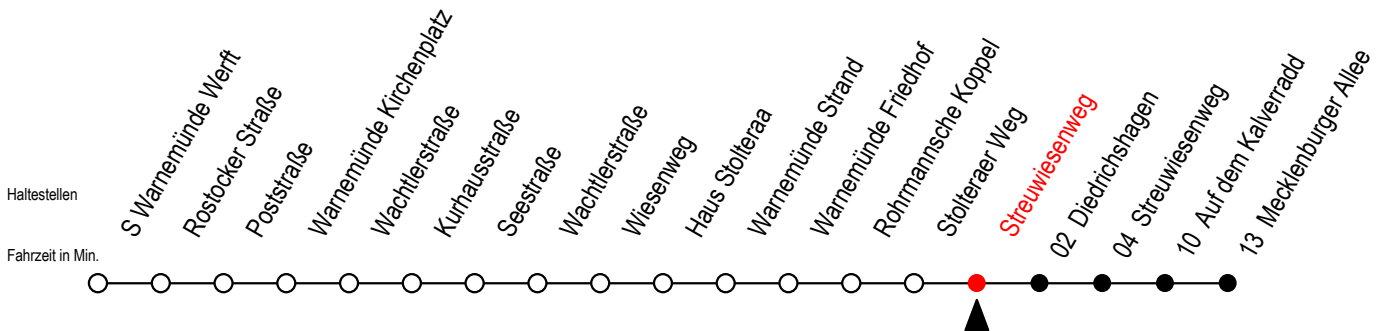 S Warnemünde Werft
Rostocker Straße
Poststraße
Warnemünde Kirchenplatz
Wachtlerstraße
Kurhausstraße
Seestraße
Wachtlerstraße
Wiesenweg
Haus Stolteraa
Warnemünde Strand
Warnemünde Friedhof
Rohrmannsche Koppel
Stolteraer Weg
Streuwiesenweg
02 Diedrichshagen
04 Streuwiesenweg
10 Auf dem Kalverradd
13 Mecklenburger Allee
Haltestellen
Fahrzeit in Min.